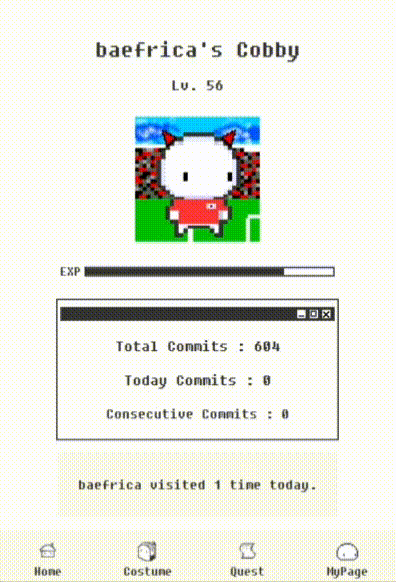 baefrica's Cobby
Lv. 56
EXP
Total Commits : 604
Today Commits : 0
Consecutive Commits : 0
baefrica visited 1 time today.
Home
Costume
Quest
MyPage